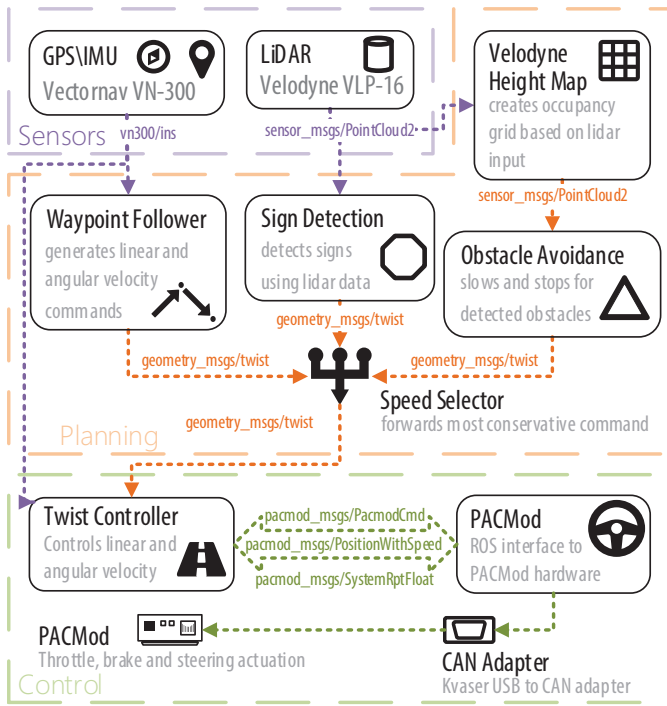 GPS\IMU
Vectornav VN-300
LiDAR
Velodyne VLP-16
Velodyne
Height Map
creates occupancy
grid based on lidar
input
Sensors
vn300/ins
sensor_msgs/PointCloud2
sensor_msgs/PointCloud2
Waypoint Follower
generates linear and
angular velocity
commands
Sign Detection
detects signs
using lidar data
Obstacle Avoidance
slows and stops for
detected obstacles
geometry_msgs/twist
geometry_msgs/twist
geometry_msgs/twist
Speed Selector
forwards most conservative command
geometry_msgs/twist
Planning
Twist Controller
Controls linear and
angular velocity
pacmod_msgs/PacmodCmd
pacmod_msgs/PositionWithSpeed
pacmod_msgs/SystemRptFloat
PACMod
ROS interface to
PACMod hardware
PACMod
Throttle, brake and steering actuation
CAN Adapter
Kvaser USB to CAN adapter
Control